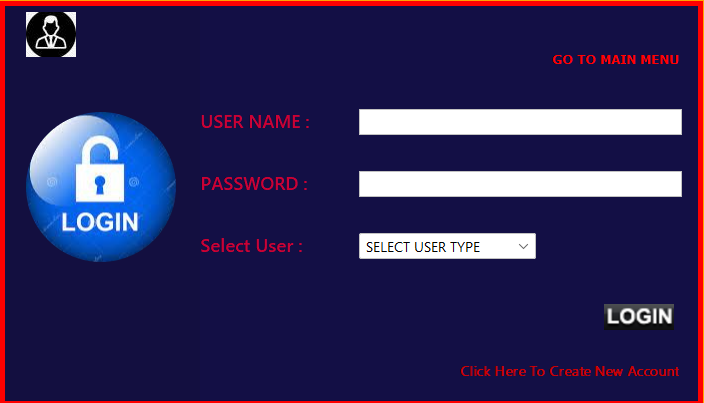 GO TO MAIN MENU
USER NAME :
PASSWORD :
LOGIN
Select User :
SELECT USER TYPE
LOGIN
Click Here To Create New Account